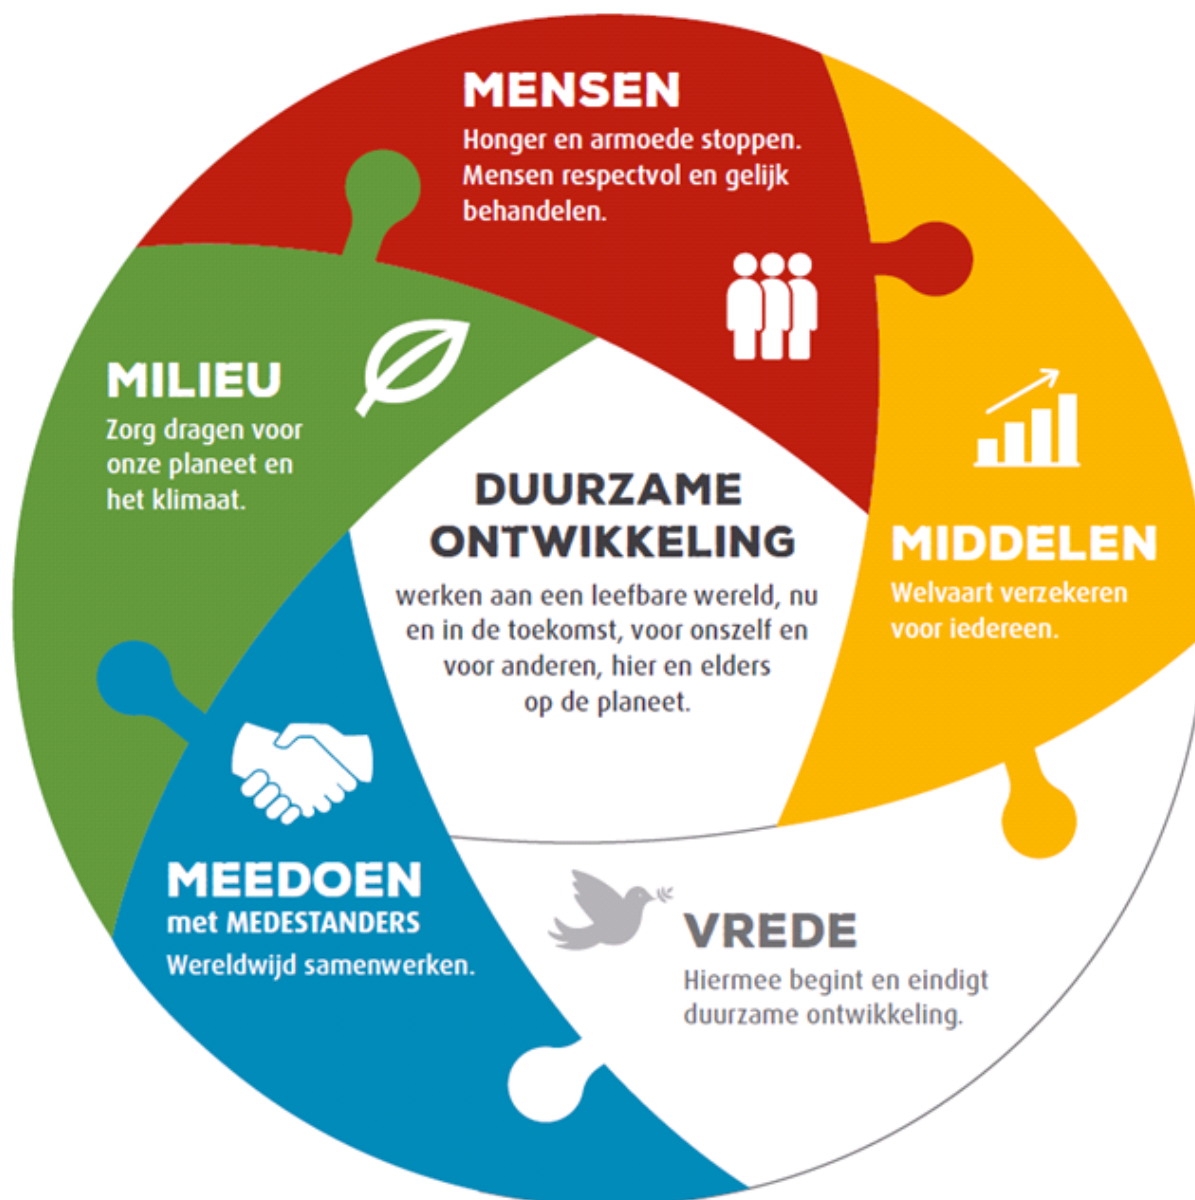 MENSEN
Honger en armoede stoppen.
Mensen respectvol en gelijk
behandelen.
MIDDELEN
Welvaart verzekeren
voor iedereen.
VREDE
Hiermee begint en eindigt
duurzame ontwikkeling.
MEEDOEN
met MEDESTANDERS
Wereldwijd samenwerken.
MILIEU
Zorg dragen voor
onze planeet en
het klimaat.
DUURZAME
ONTWIKKELING
werken aan een leefbare wereld, nu
en in de toekomst, voor onszelf en
voor anderen, hier en elders
op de planeet.